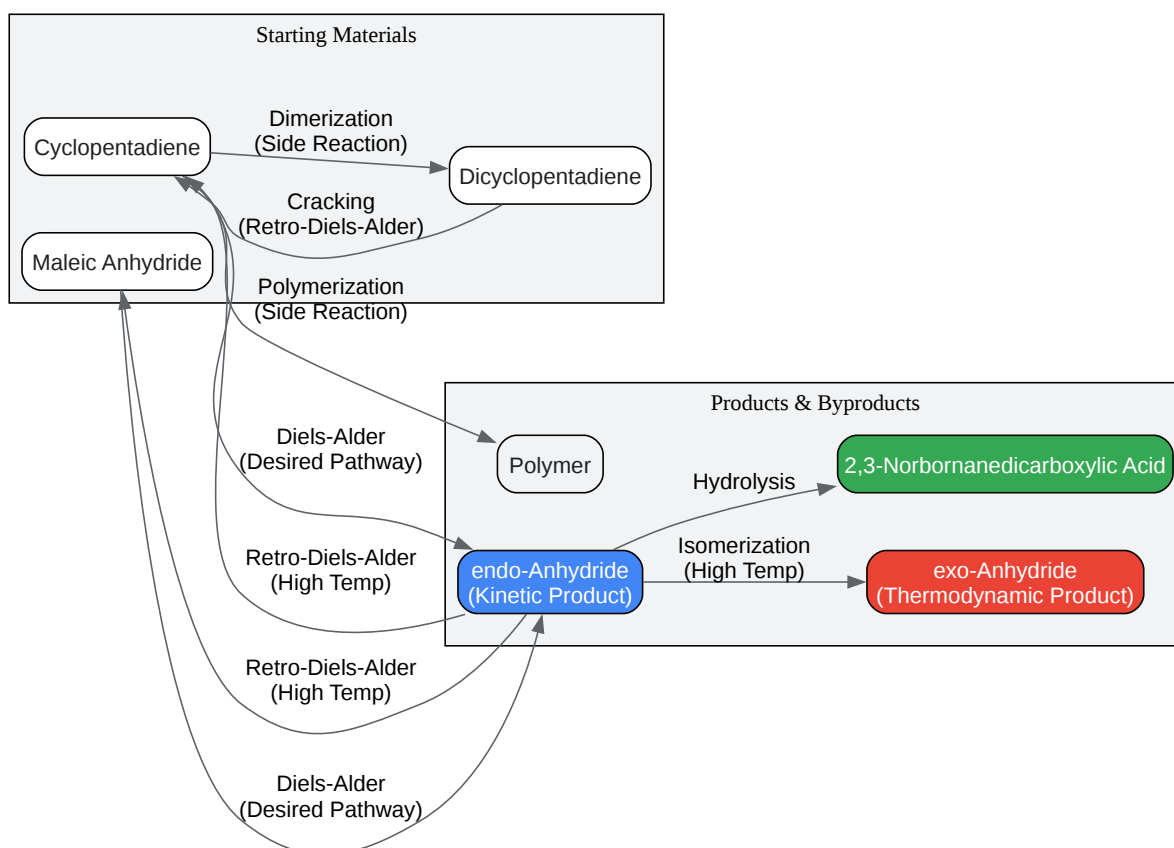 Starting Materials
Dimerization
(Side Reaction)
Cyclopentadiene
Dicyclopentadiene
Cracking
(Retro-Diels-Alder)
Maleic Anhydride
Polymerization
(Side Reaction)
Products & Byproducts
Diels-Alder
(Desired Pathway)
Polymer
2,3-Norbornanedicarboxylic Acid
Hydrolysis
Retro-Diels-Alder
(High Temp)
endo-Anhydride
(Kinetic Product)
Isomerization
(High Temp)
exo-Anhydride
(Thermodynamic Product)
Retro-Diels-Alder
(High Temp)
Diels-Alder
(Desired Pathway)